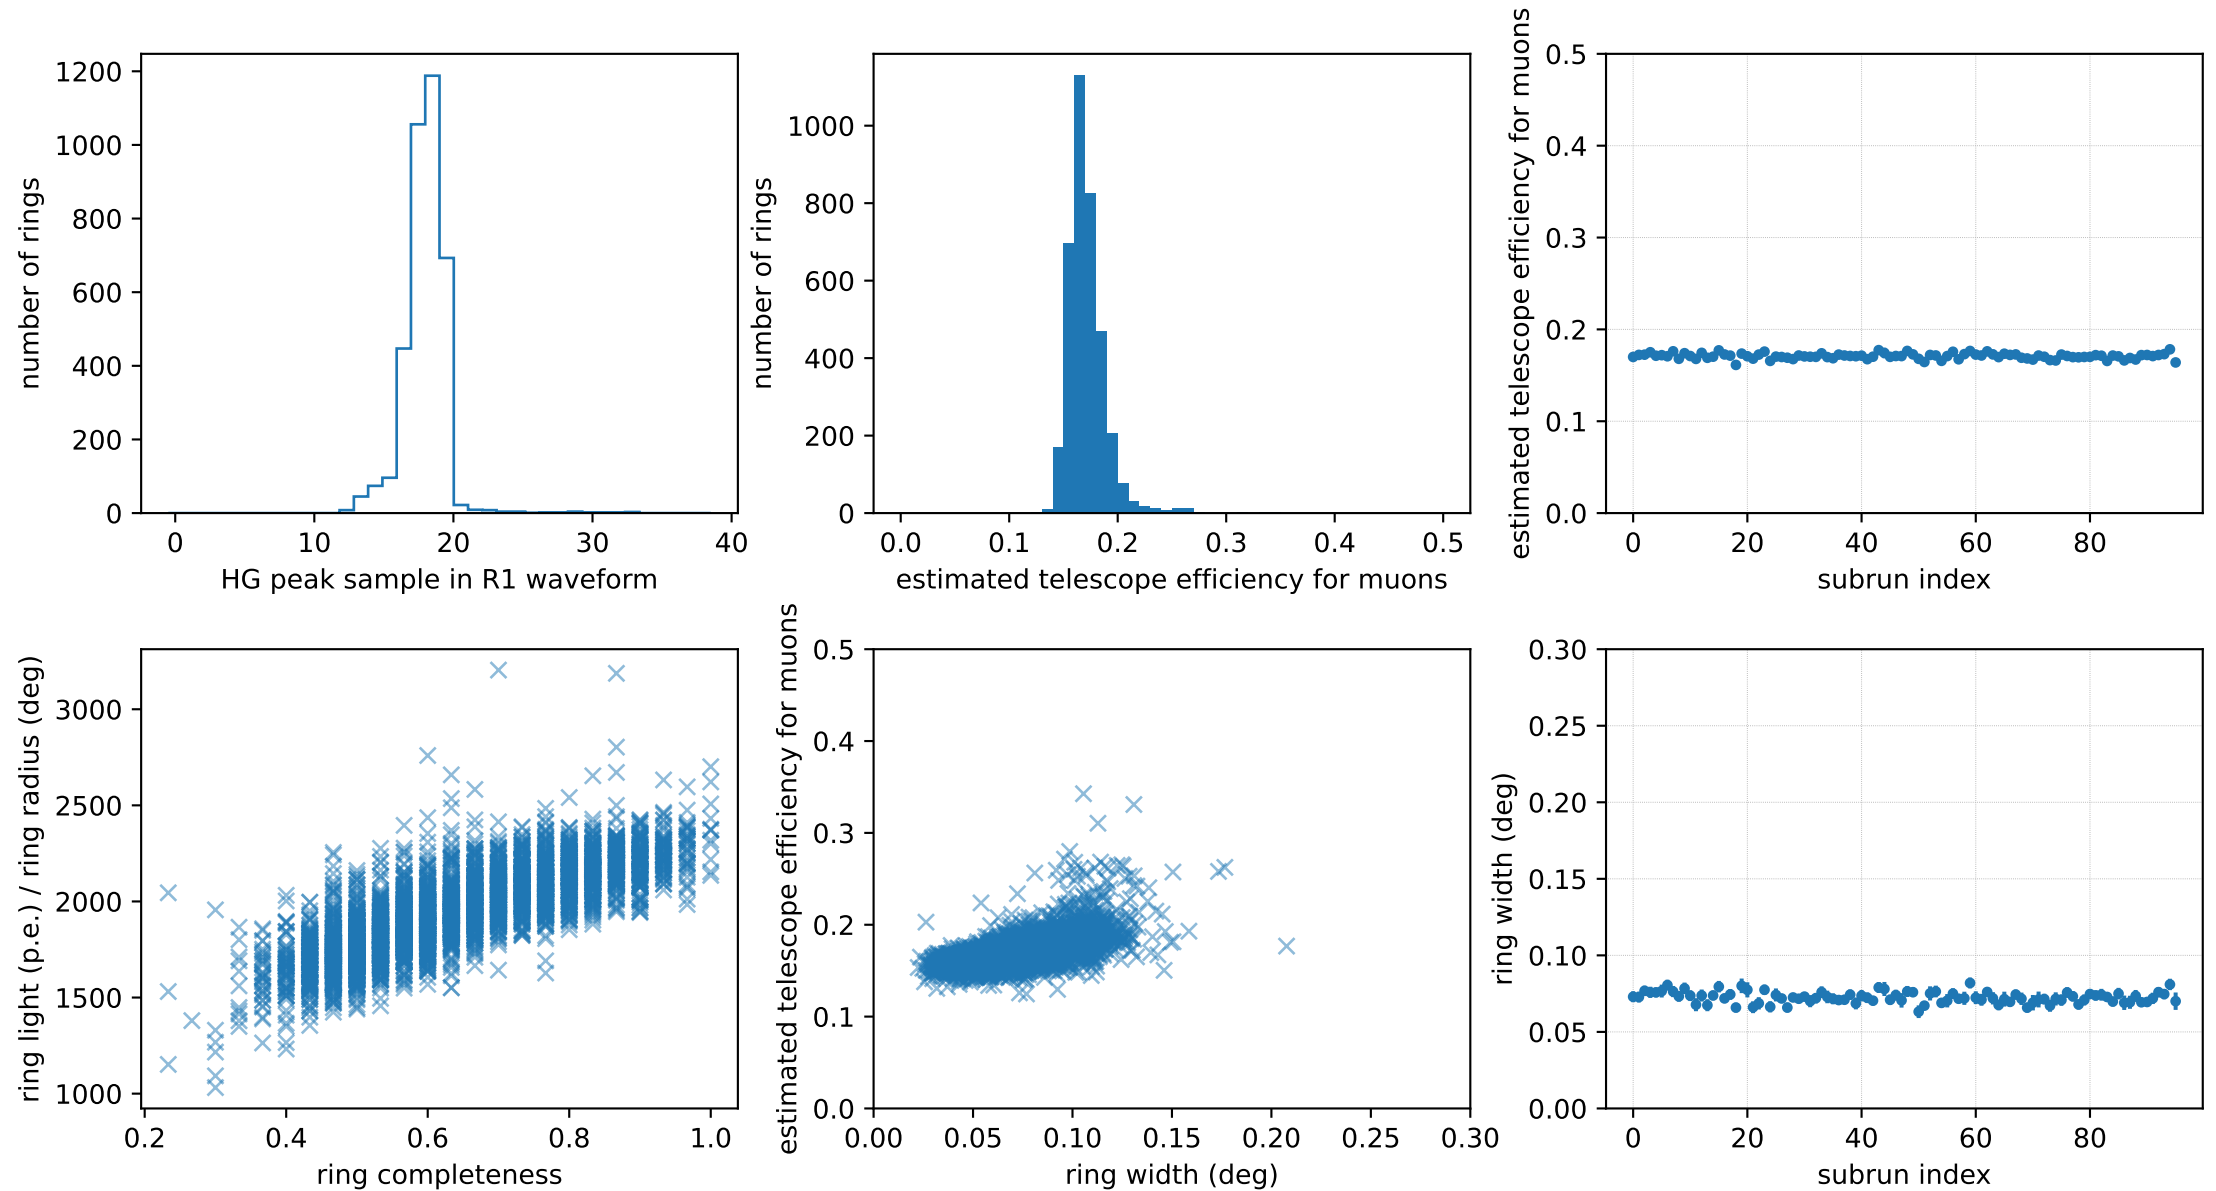 1200
1000
800
600
400
200
0
number of rings
0 10 20 30 40
HG peak sample in R1 waveform
1000
800
600
400
200
0
number of rings
0.0 0.1 0.2 0.3 0.4 0.5
estimated telescope efficiency for muons
0.5
0.4
0.3
0.2
0.1
0.0
estimated telescope efficiency for muons
0 20 40 60 80
subrun index
3000
2500
2000
1500
1000
ring light (p.e.) / ring radius (deg)
0.2 0.4 0.6 0.8 1.0
ring completeness
0.5
0.4
0.3
0.2
0.1
0.0
estimated telescope efficiency for muons
0.00 0.05 0.10 0.15 0.20 0.25 0.30
ring width (deg)
0.30
0.25
0.20
0.15
0.10
0.05
0.00
ring width (deg)
0 20 40 60 80
subrun index